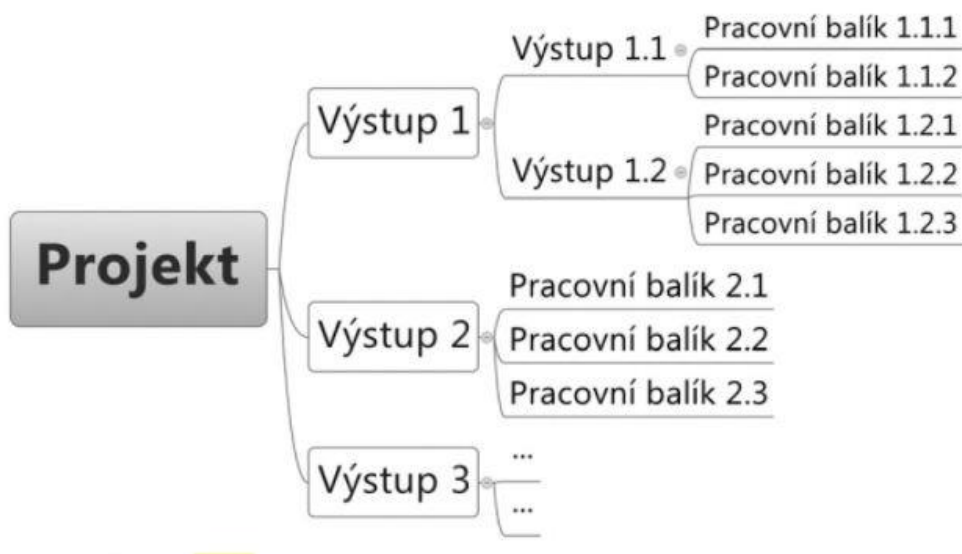 Projekt
Výstup 1
Výstup 1.1
Pracovní balík 1.1.1
Pracovní balík 1.1.2
Výstup 1.2
Pracovní balík 1.2.1
Pracovní balík 1.2.2
Pracovní balík 1.2.3
Výstup 2
Pracovní balík 2.1
Pracovní balík 2.2
Pracovní balík 2.3
Výstup 3
...
...